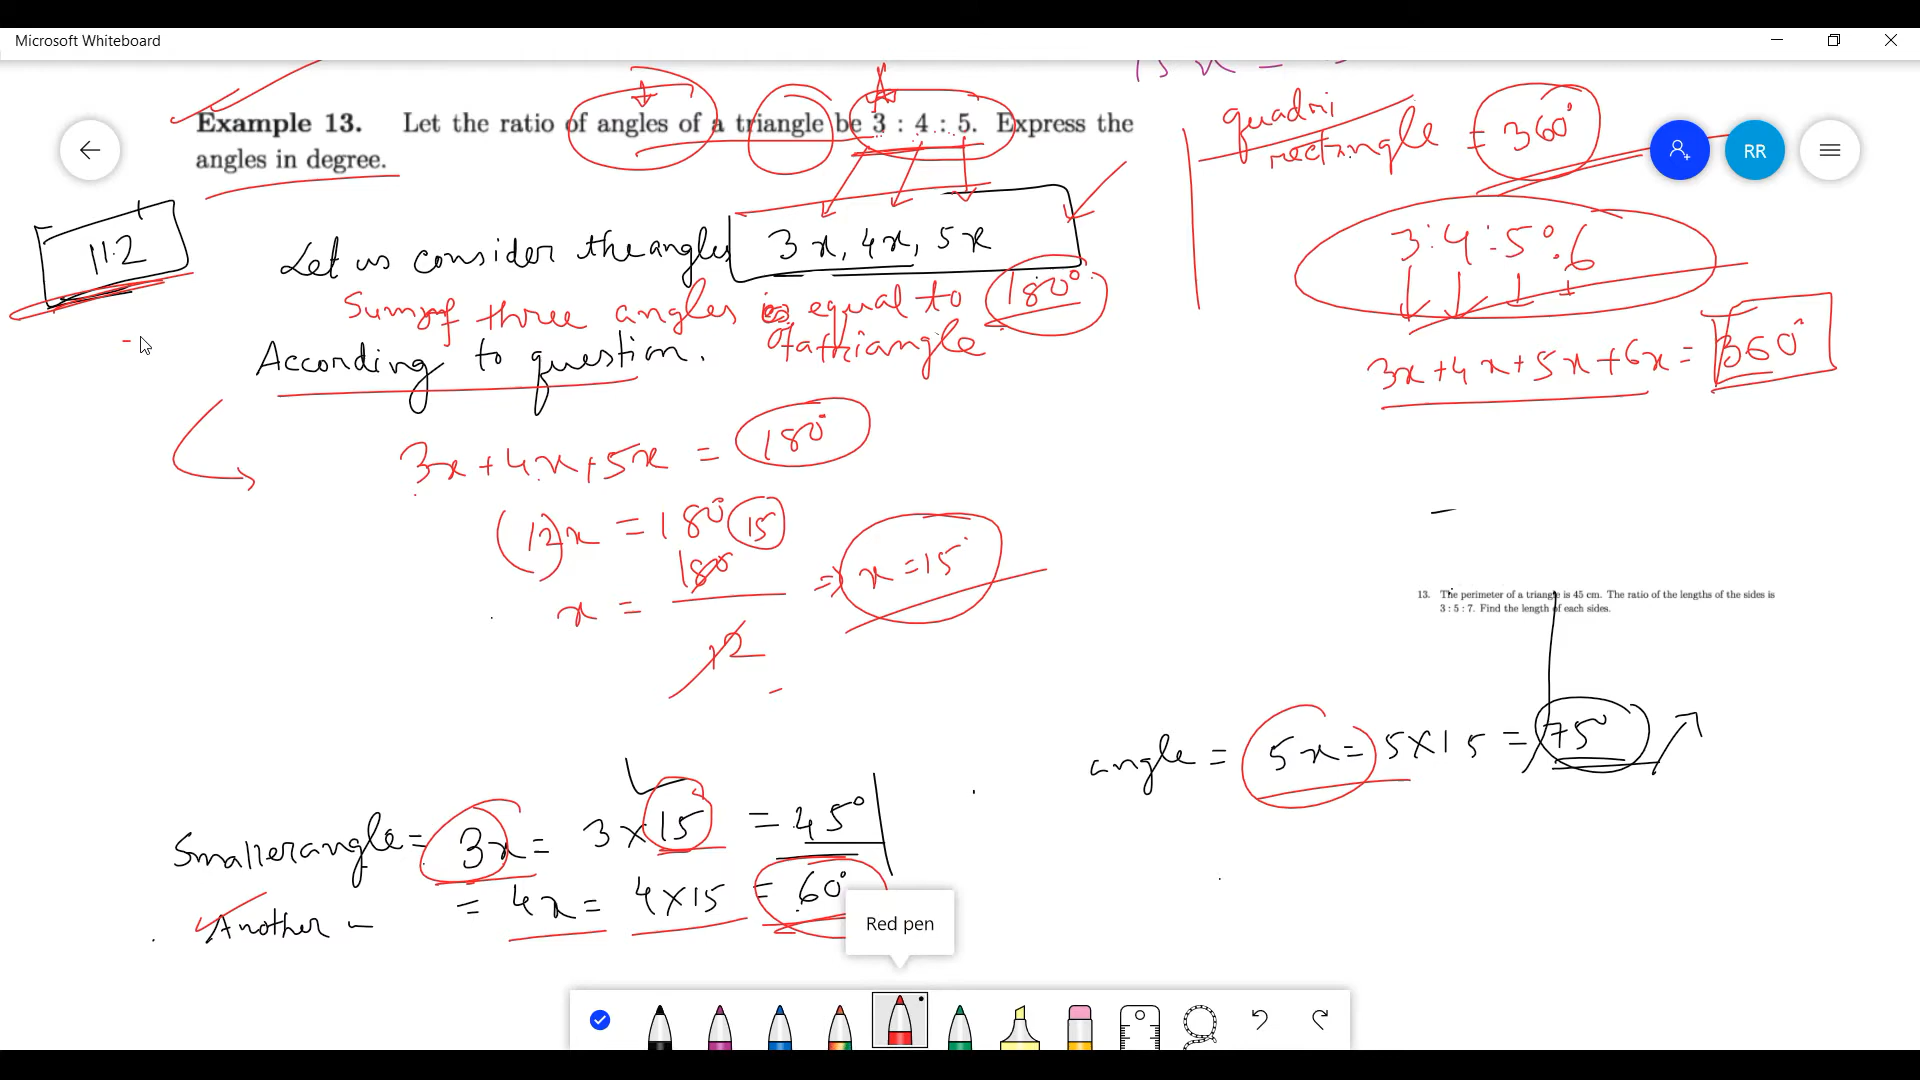 Microsoft Whiteboard
Example 13. Let the ratio of angles of a triangle be 3 : 4 : 5. Express the
angles in degree.
11.2
Let us consider the angles 3x, 4x, 5x
Sum of three angles is equal to 180°
of a triangle
According to question.
3x+4x+5x = 180°
12x = 180° 15
x = 180 / 12 => x = 15°
Smaller angle = 3x = 3×15 = 45°
Another = 4x = 4×15 = 60°
quadri
rectangle = 360°
RR
3:4:5:6
3x+4x+5x+6x = 360°
13. The perimeter of a triangle is 45 cm. The ratio of the lengths of the sides is
3 : 5 : 7. Find the length of each sides.
angle = 5x = 5×15 = 75°
Red pen